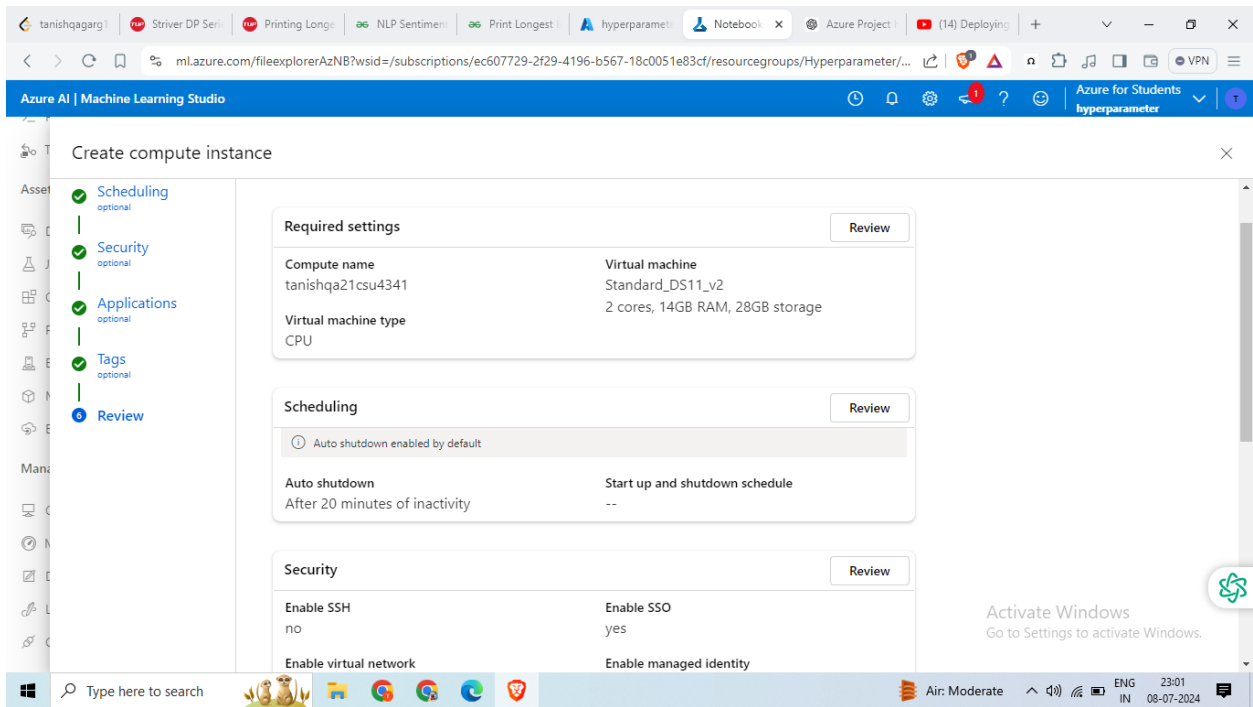 tanishqagarg1
Striver DP Seri
Printing Longe
NLP Sentiment
Print Longest
hyperparamete
Notebook
Azure Project
(14) Deploying
ml.azure.com/fileexplorerAzNB?wsid=/subscriptions/ec607729-2f29-4196-b567-18c0051e83cf/resourcegroups/Hyperparameter/...
VPN
Azure AI | Machine Learning Studio
1
Azure for Students
hyperparameter
T
Create compute instance
Asset
Mana
Scheduling
optional
Security
optional
Applications
optional
Tags
optional
6 Review
Required settings
Review
Compute name
tanishqa21csu4341
Virtual machine
Standard_DS11_v2
2 cores, 14GB RAM, 28GB storage
Virtual machine type
CPU
Scheduling
Review
Auto shutdown enabled by default
Auto shutdown
After 20 minutes of inactivity
Start up and shutdown schedule
--
Security
Review
Enable SSH
no
Enable SSO
yes
Enable virtual network
Enable managed identity
Activate Windows
Go to Settings to activate Windows.
Type here to search
Air: Moderate
ENG
IN
23:01
08-07-2024